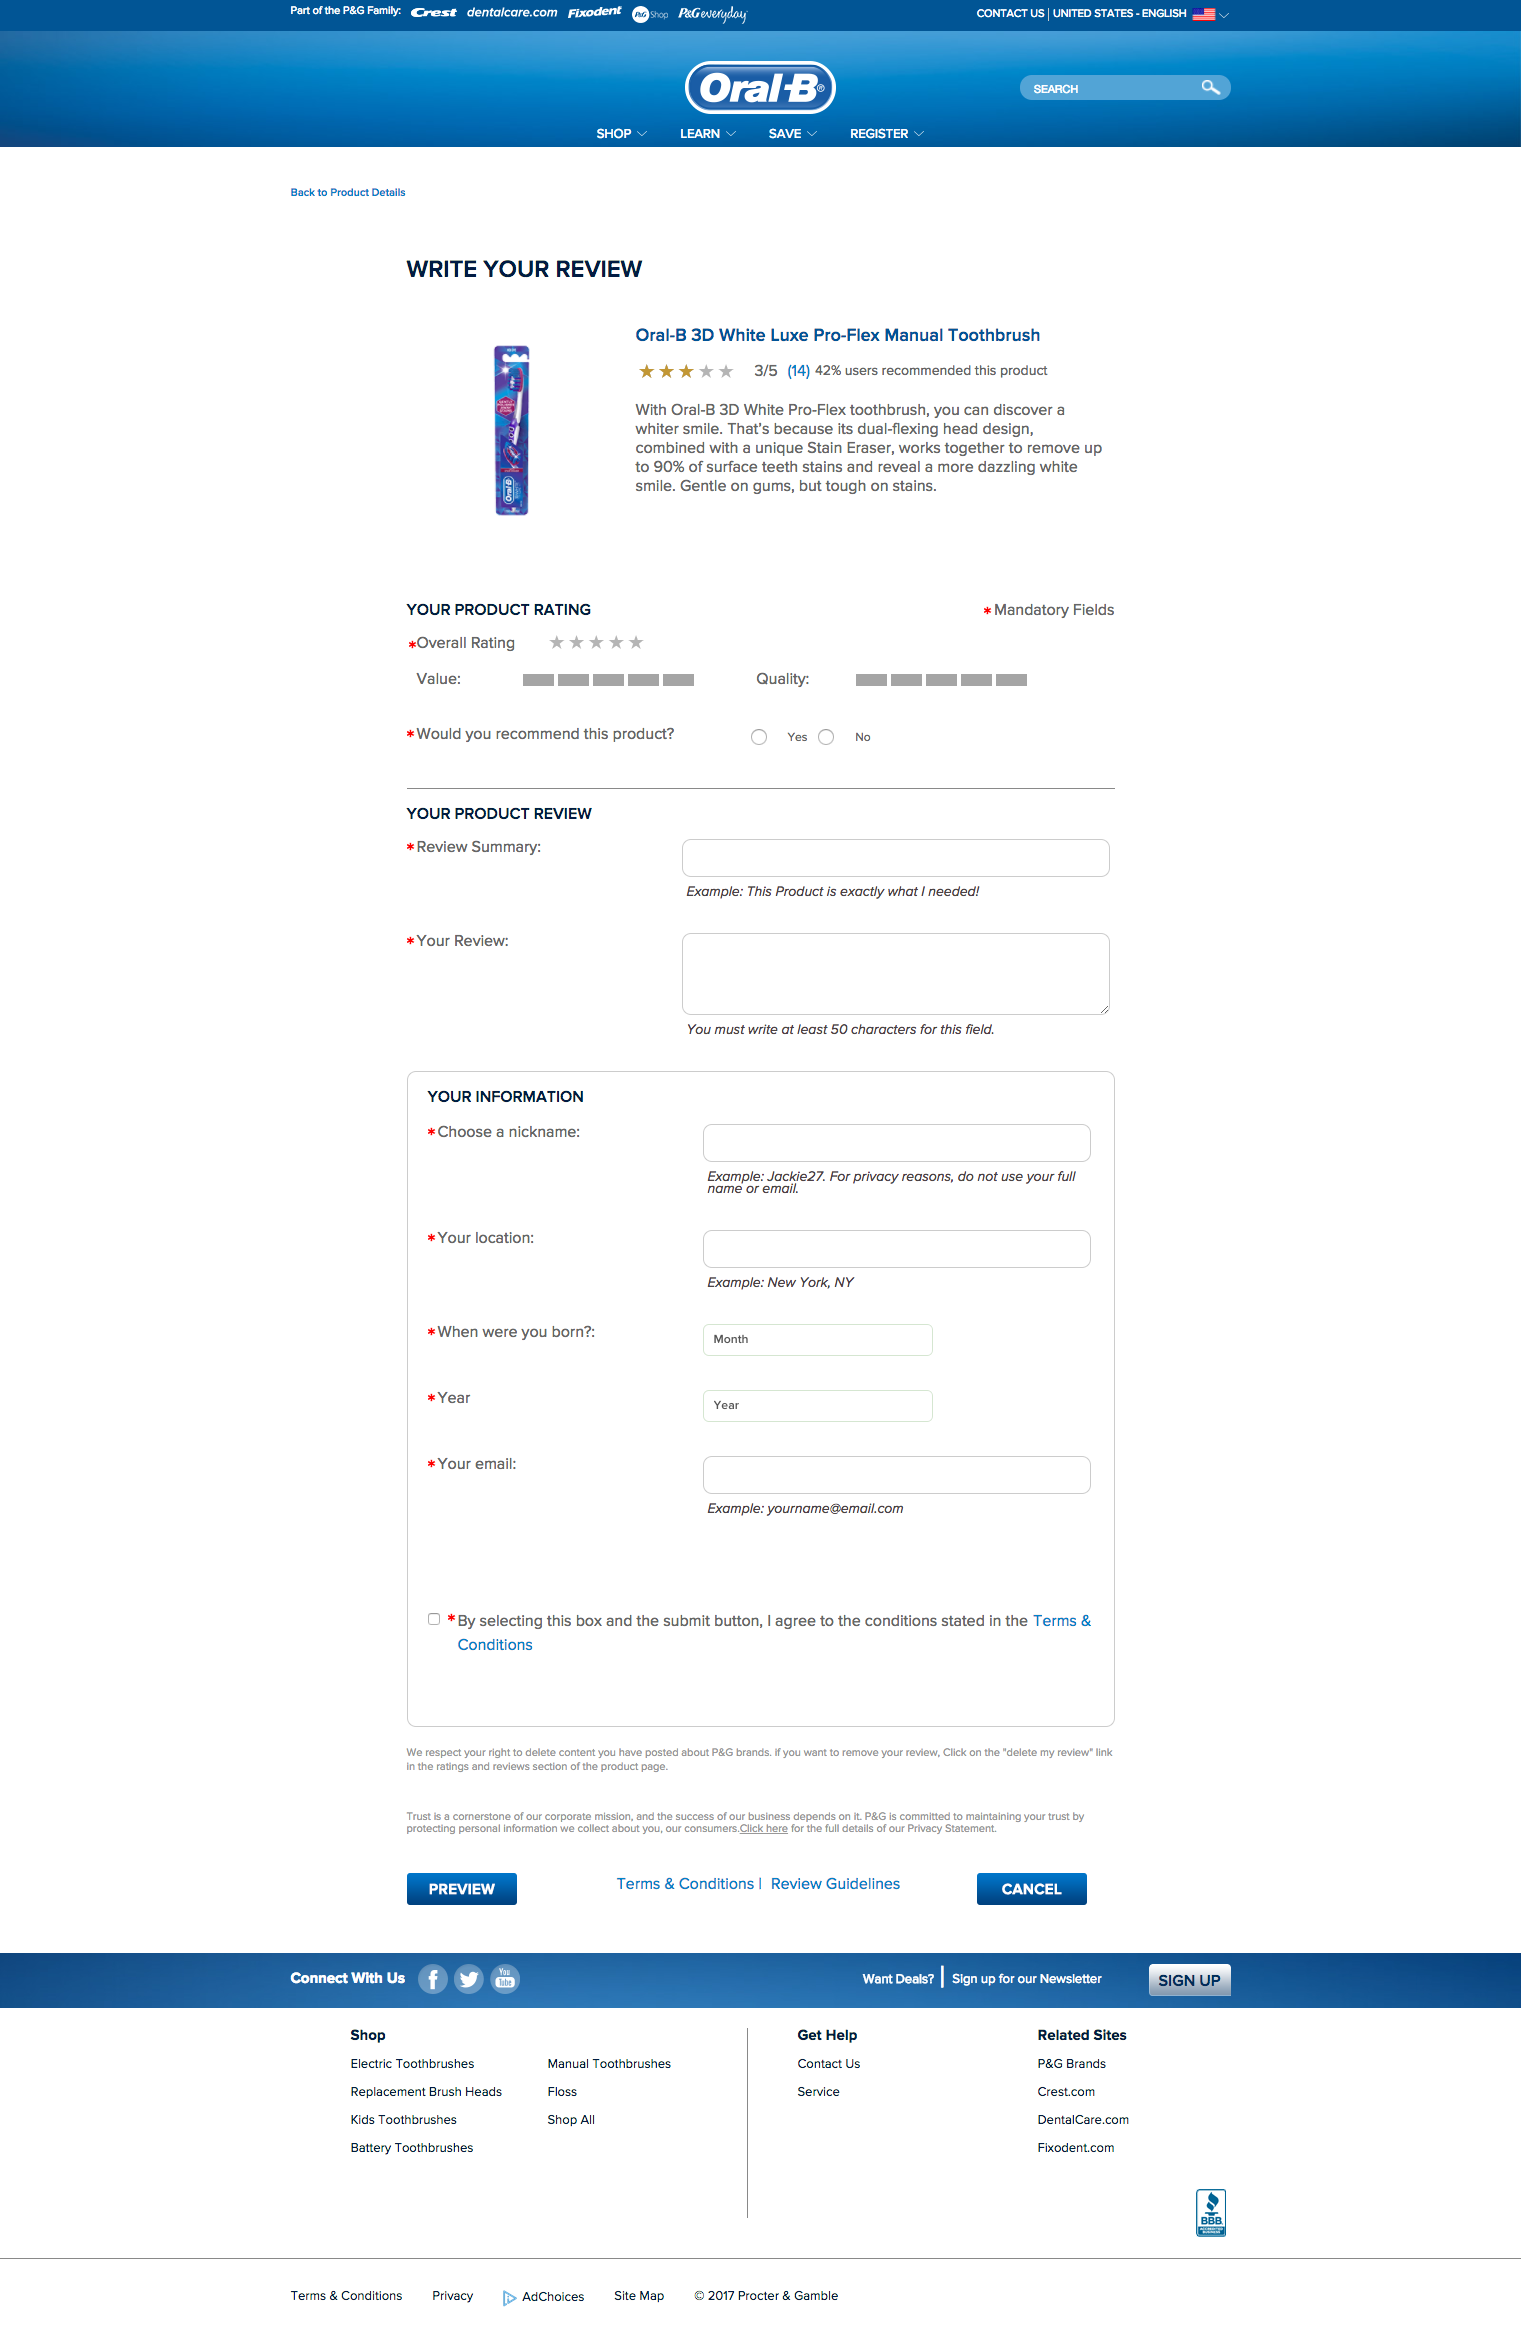 Part of the P&G Family: Crest dentalcare.com Fixodent P&G Shop P&G everyday
CONTACT US | UNITED STATES - ENGLISH
Oral-B®
SEARCH
SHOP LEARN SAVE REGISTER
Back to Product Details
WRITE YOUR REVIEW
Oral-B 3D White Luxe Pro-Flex Manual Toothbrush
3/5 (14) 42% users recommended this product
With Oral-B 3D White Pro-Flex toothbrush, you can discover a
whiter smile. That's because its dual-flexing head design,
combined with a unique Stain Eraser, works together to remove up
to 90% of surface teeth stains and reveal a more dazzling white
smile. Gentle on gums, but tough on stains.
Oral-B
YOUR PRODUCT RATING
* Mandatory Fields
*Overall Rating
Value:
Quality:
*Would you recommend this product? Yes No
YOUR PRODUCT REVIEW
*Review Summary:
Example: This Product is exactly what I needed!
*Your Review:
You must write at least 50 characters for this field.
YOUR INFORMATION
*Choose a nickname:
Example: Jackie27. For privacy reasons, do not use your full
name or email.
*Your location:
Example: New York, NY
*When were you born?: Month
*Year Year
*Your email:
Example: yourname@email.com
*By selecting this box and the submit button, I agree to the conditions stated in the Terms &
Conditions
We respect your right to delete content you have posted about P&G brands. if you want to remove your review, Click on the "delete my review" link
in the ratings and reviews section of the product page.
Trust is a cornerstone of our corporate mission, and the success of our business depends on it. P&G is committed to maintaining your trust by
protecting personal information we collect about you, our consumers.Click here for the full details of our Privacy Statement.
PREVIEW
Terms & Conditions | Review Guidelines
CANCEL
Connect With Us
You Tube
Want Deals? | Sign up for our Newsletter
SIGN UP
Shop
Electric Toothbrushes
Replacement Brush Heads
Kids Toothbrushes
Battery Toothbrushes
Manual Toothbrushes
Floss
Shop All
Get Help
Contact Us
Service
Related Sites
P&G Brands
Crest.com
DentalCare.com
Fixodent.com
BBB
ACCREDITED
BUSINESS
Terms & Conditions Privacy AdChoices Site Map © 2017 Procter & Gamble